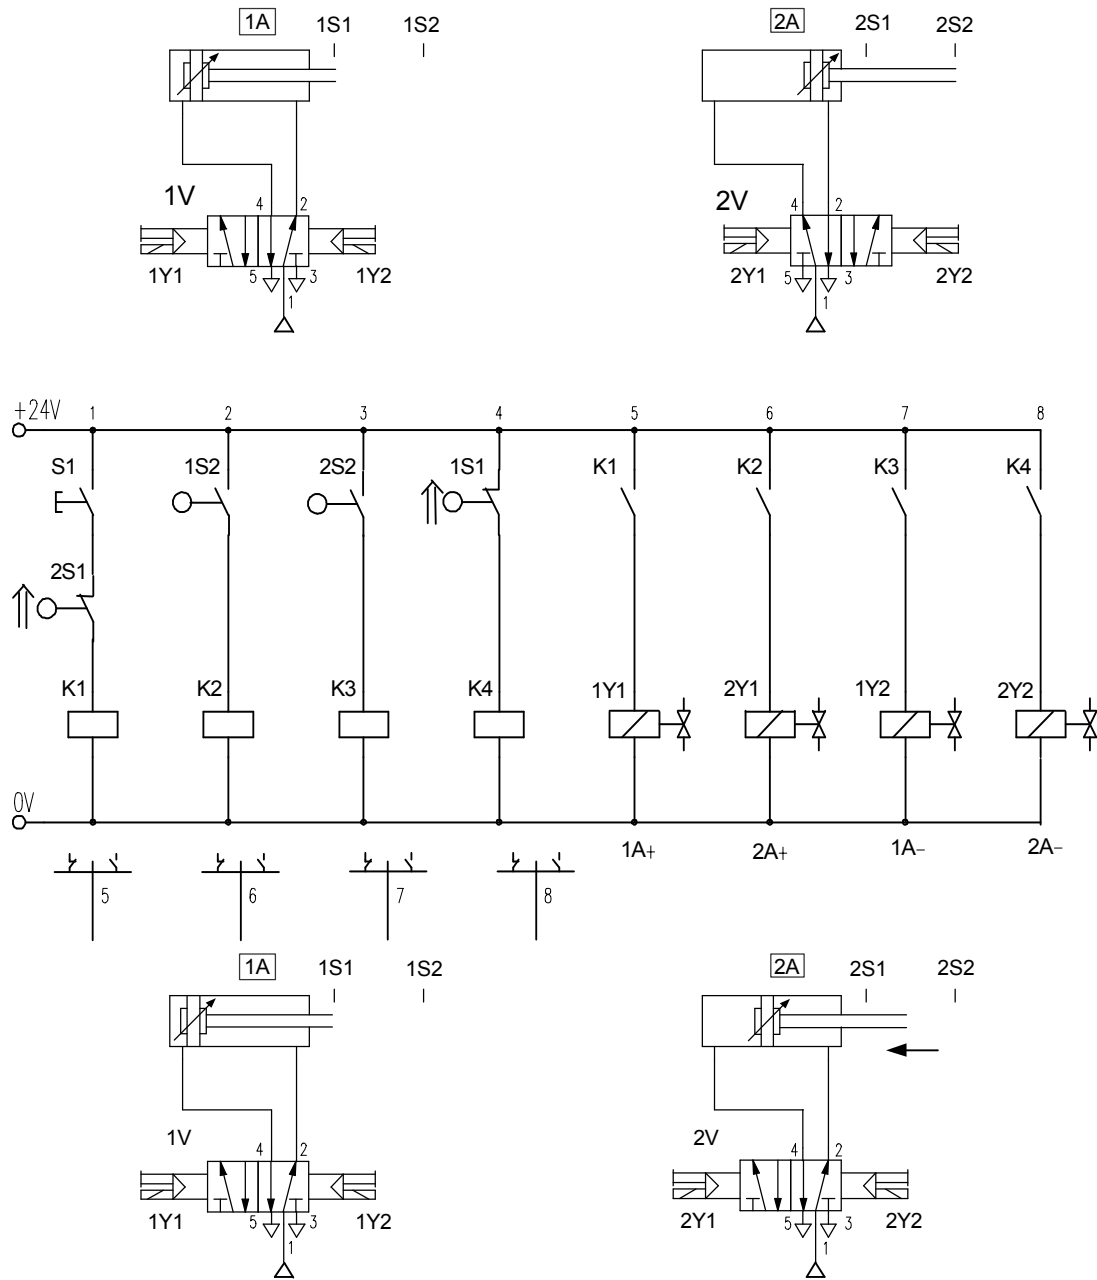 1A 1S1 1S2 2A 2S1 2S2
1V 4 2 2V 4 2
1Y1 5 3 1Y2 2Y1 5 3 2Y2
1 1
+24V 1 2 3 4 5 6 7 8
S1 1S2 2S2 1S1 K1 K2 K3 K4
2S1
K1 K2 K3 K4 1Y1 2Y1 1Y2 2Y2
0V
1A+ 2A+ 1A− 2A−
5 6 7 8
1A 1S1 1S2 2A 2S1 2S2
1V 4 2 2V 4 2
1Y1 5 3 1Y2 2Y1 5 3 2Y2
1 1